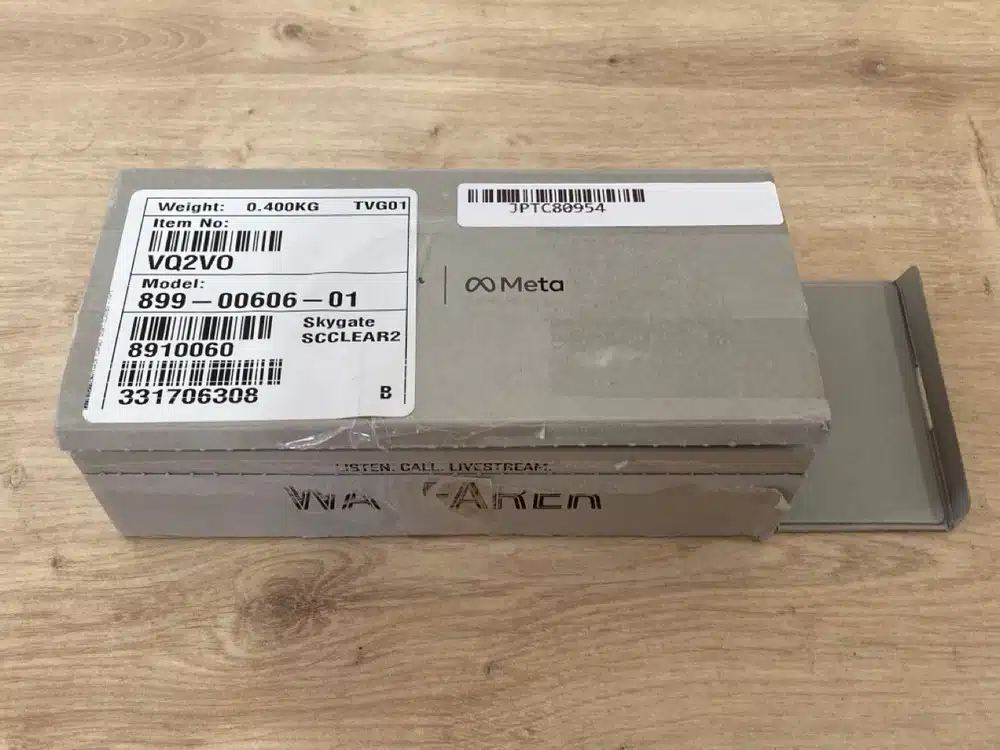 Weight: 0.400KG TVG01
Item No:
VQ2VO
Model:
899-00606-01
8910060
Skygate
SCCLEAR2
331706308
B
JPTC80954
Meta
LISTEN. CALL. LIVESTREAM.